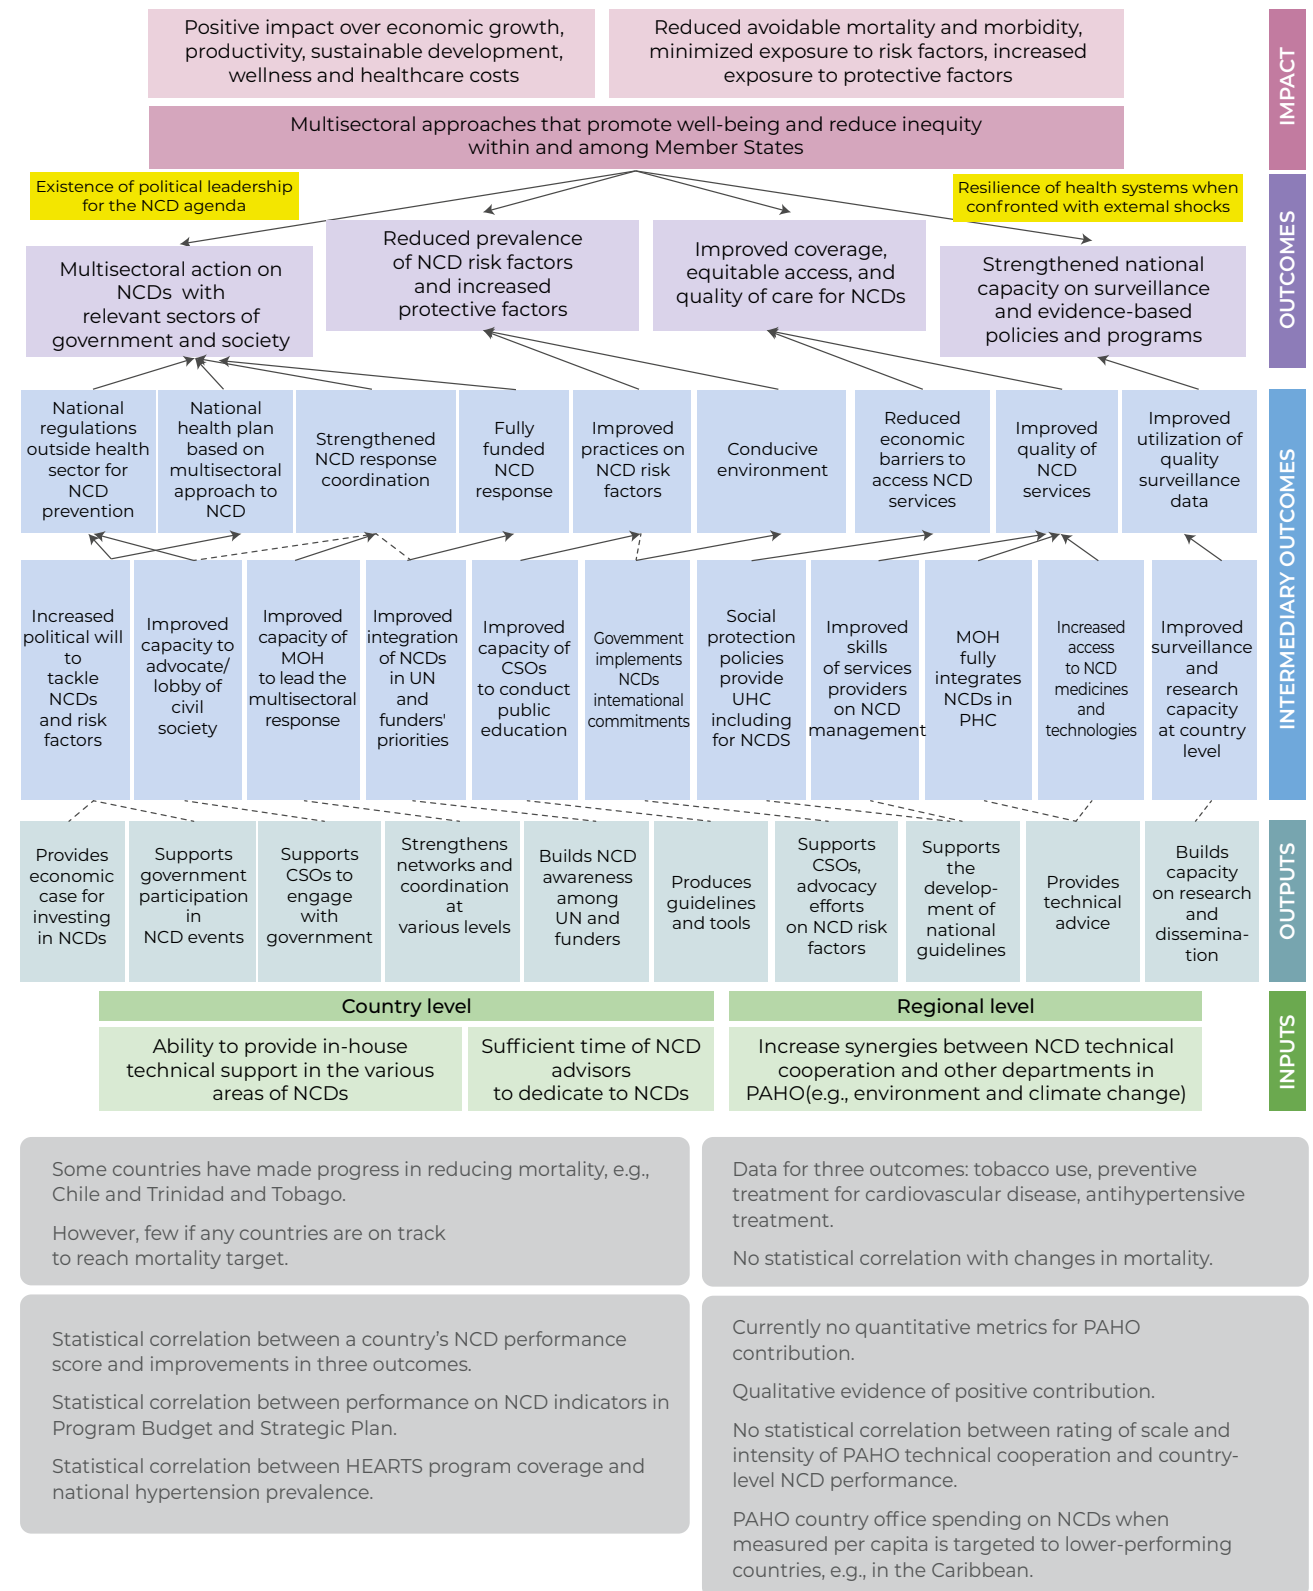 Positive impact over economic growth,
productivity, sustainable development,
wellness and healthcare costs
Reduced avoidable mortality and morbidity,
minimized exposure to risk factors, increased
exposure to protective factors
IMPACT
Multisectoral approaches that promote well-being and reduce inequity
within and among Member States
Existence of political leadership
for the NCD agenda
Resilience of health systems when
confronted with extemal shocks
Multisectoral action on
NCDs with
relevant sectors of
government and society
Reduced prevalence
of NCD risk factors
and increased
protective factors
Improved coverage,
equitable access, and
quality of care for NCDs
Strengthened national
capacity on surveillance
and evidence-based
policies and programs
OUTCOMES
National
regulations
outside health
sector for
NCD
prevention
National
health plan
based on
multisectoral
approach to
NCD
Strengthened
NCD response
coordination
Fully
funded
NCD
response
Improved
practices on
NCD risk
factors
Conducive
environment
Reduced
economic
barriers to
access NCD
services
Improved
quality of
NCD
services
Improved
utilization of
quality
surveillance
data
INTERMEDIARY OUTCOMES
Increased
political will
to
tackle
NCDs
and risk
factors
Improved
capacity to
advocate/
lobby of
civil
society
Improved
capacity of
MOH
to lead the
multisectoral
response
Improved
integration
of NCDs
in UN
and
funders'
priorities
Improved
capacity of
CSOs
to conduct
public
education
Govemment
implements
NCDs
international
commitments
Social
protection
policies
provide
UHC
including
for NCDS
Improved
skills
of services
providers
on NCD
management
MOH
fully
integrates
NCDs in
PHC
Increased
access
to NCD
medicines
and
technologies
Improved
surveillance
and
research
capacity
at country
level
Provides
economic
case for
investing
in NCDs
Supports
government
participation
in
NCD events
Supports
CSOs to
engage
with
government
Strengthens
networks and
coordination
at
various levels
Builds NCD
awareness
among
UN and
funders
Produces
guidelines
and tools
Supports
CSOs,
advocacy
efforts
on NCD risk
factors
Supports
the
develop-
ment of
national
guidelines
Provides
technical
advice
Builds
capacity
on research
and
dissemina-
tion
OUTPUTS
Country level
Regional level
Ability to provide in-house
technical support in the various
areas of NCDs
Sufficient time of NCD
advisors
to dedicate to NCDs
Increase synergies between NCD technical
cooperation and other departments in
PAHO(e.g., environment and climate change)
INPUTS
Some countries have made progress in reducing mortality, e.g.,
Chile and Trinidad and Tobago.
However, few if any countries are on track
to reach mortality target.
Data for three outcomes: tobacco use, preventive
treatment for cardiovascular disease, antihypertensive
treatment.
No statistical correlation with changes in mortality.
Statistical correlation between a country's NCD performance
score and improvements in three outcomes.
Statistical correlation between performance on NCD indicators in
Program Budget and Strategic Plan.
Statistical correlation between HEARTS program coverage and
national hypertension prevalence.
Currently no quantitative metrics for PAHO
contribution.
Qualitative evidence of positive contribution.
No statistical correlation between rating of scale and
intensity of PAHO technical cooperation and country-
level NCD performance.
PAHO country office spending on NCDs when
measured per capita is targeted to lower-performing
countries, e.g., in the Caribbean.